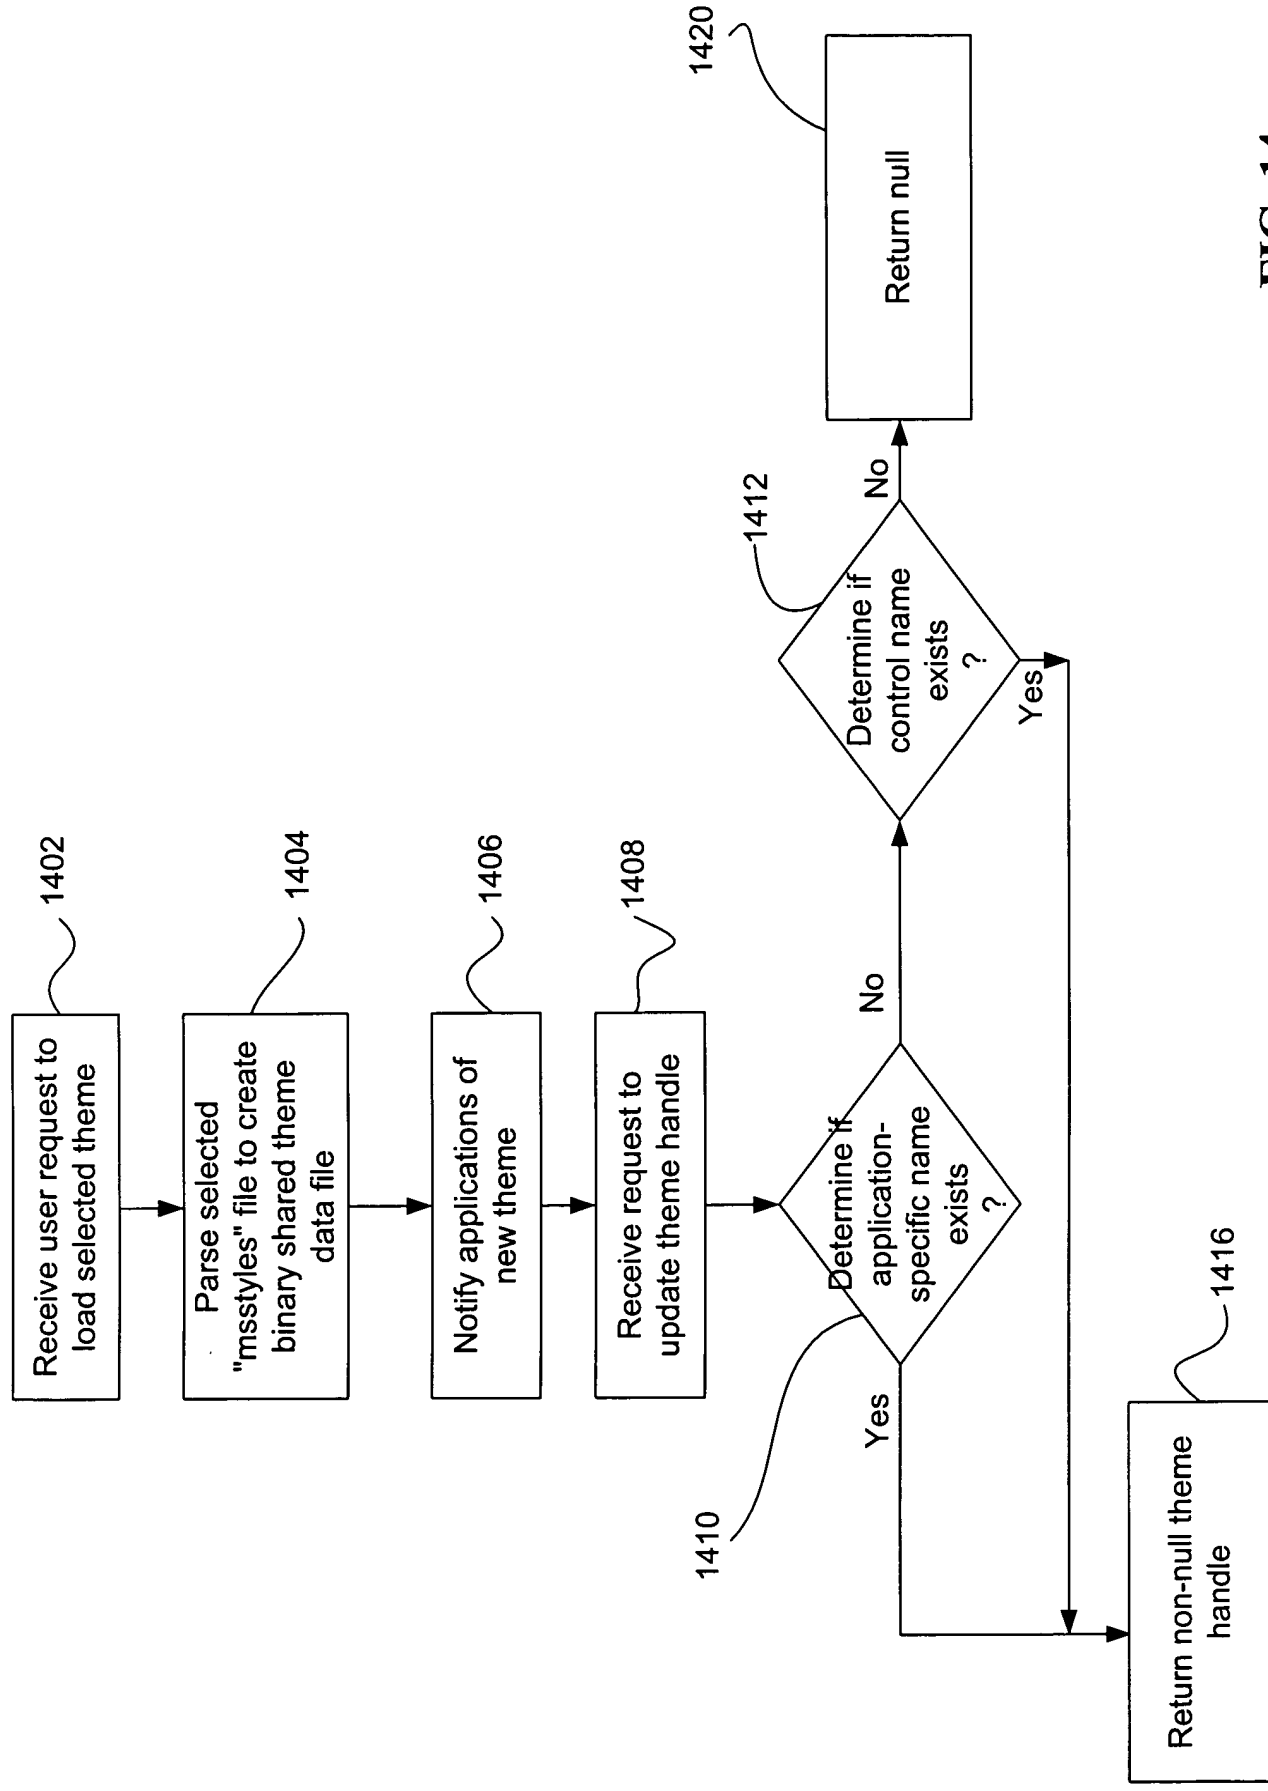 Receive user request to
load selected theme
1402
Parse selected
"msstyles" file to create
binary shared theme
data file
1404
Notify applications of
new theme
1406
Receive request to
update theme handle
1408
Determine if
application-
specific name
exists
?
1410
Yes
No
Determine if
control name
exists
?
1412
No
Yes
Return null
1420
Return non-null theme
handle
1416
FIG. 14